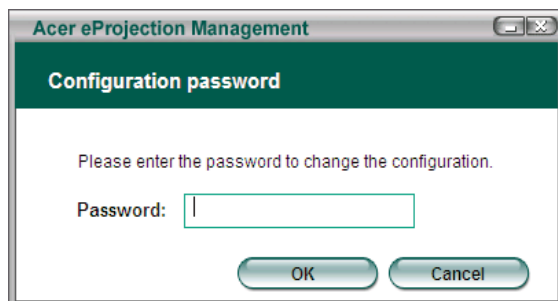 Acer eProjection Management
Configuration password
Please enter the password to change the configuration.
Password:
OK Cancel